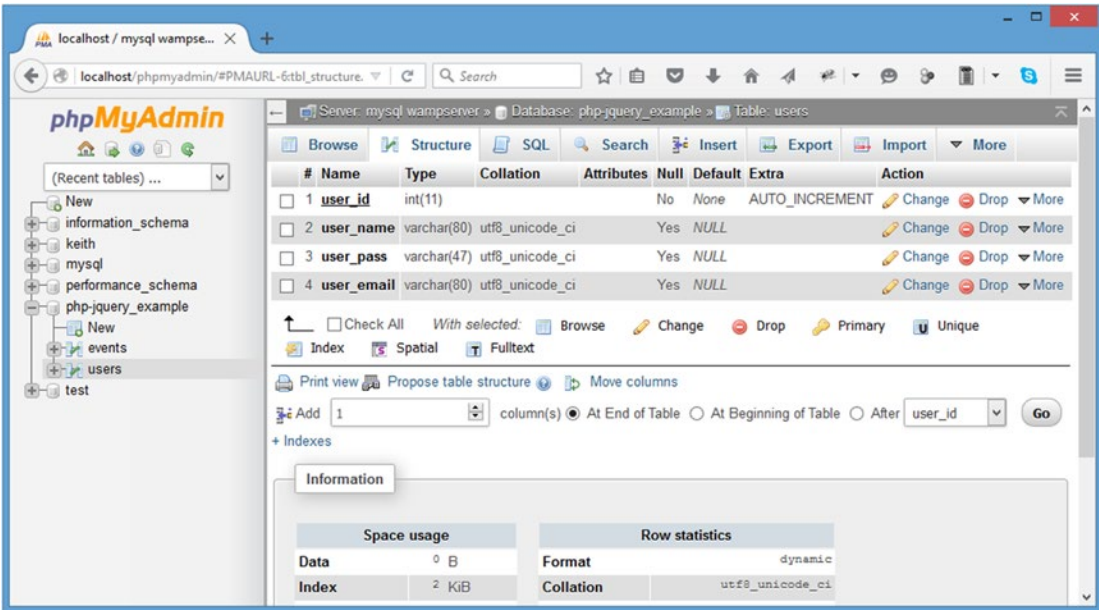 localhost / mysql wampse...
localhost/phpmyadmin/#PMAURL-6:tbl_structure.
Search
phpMyAdmin
(Recent tables) ...
New
information_schema
keith
mysql
performance_schema
php-jquery_example
New
events
users
test
Server: mysql wampserver » Database: php-jquery_example » Table: users
Browse Structure SQL Search Insert Export Import More
# Name Type Collation Attributes Null Default Extra Action
1 user_id int(11) No None AUTO_INCREMENT Change Drop More
2 user_name varchar(80) utf8_unicode_ci Yes NULL Change Drop More
3 user_pass varchar(47) utf8_unicode_ci Yes NULL Change Drop More
4 user_email varchar(80) utf8_unicode_ci Yes NULL Change Drop More
Check All With selected: Browse Change Drop Primary Unique
Index Spatial Fulltext
Print view Propose table structure Move columns
Add 1 column(s) At End of Table At Beginning of Table After user_id Go
+ Indexes
Information
Space usage
Data 0 B
Index 2 KiB
Row statistics
Format dynamic
Collation utf8_unicode_ci